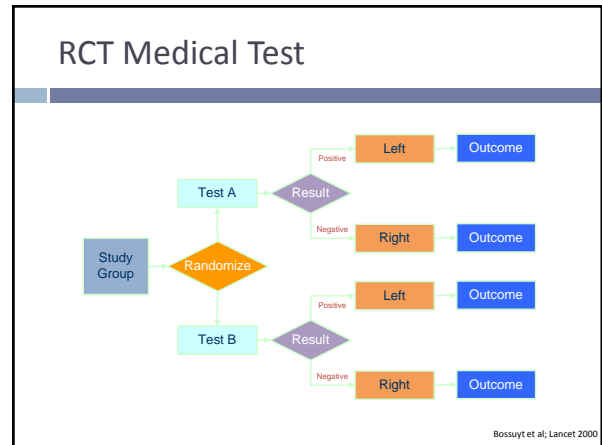 RCT Medical Test
Positive
Left
Outcome
Test A
Result
Negative
Right
Outcome
Study
Group
Randomize
Positive
Left
Outcome
Test B
Result
Negative
Right
Outcome
Bossuyt et al; Lancet 2000